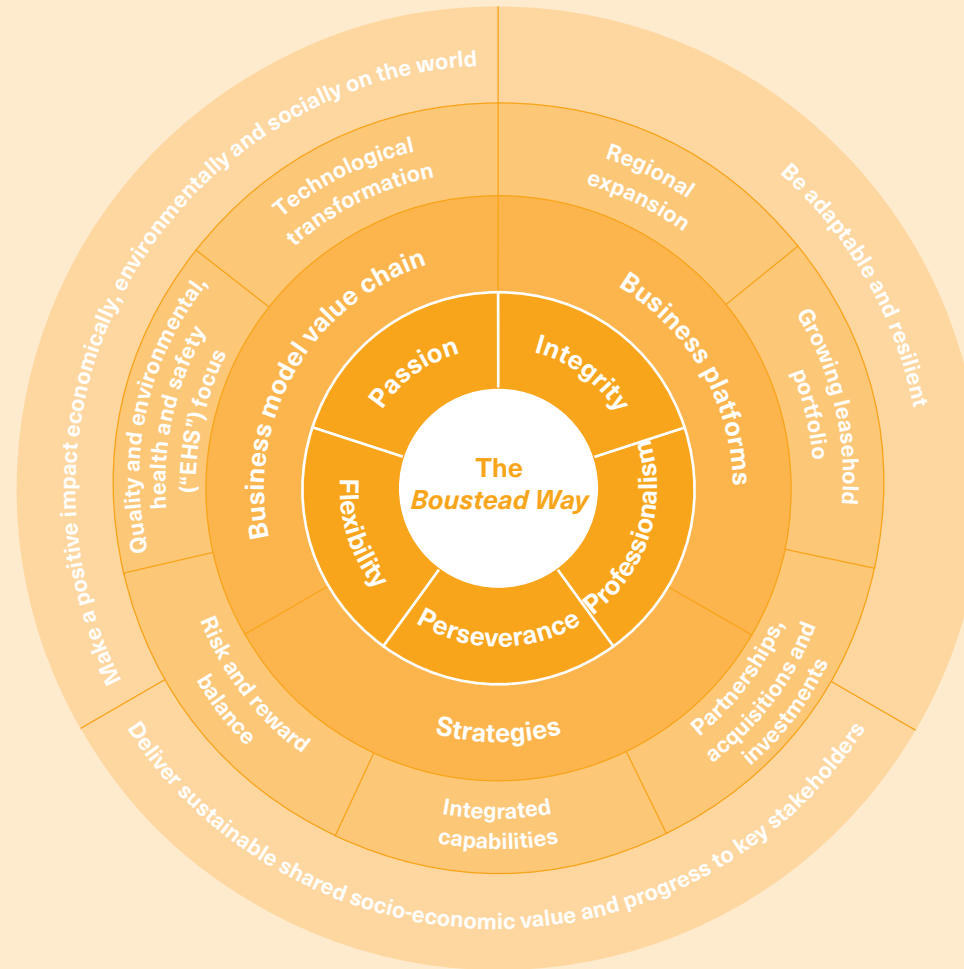 The
Boustead Way
Passion
Integrity
Professionalism
Perseverance
Flexibility
Business model value chain
Business platforms
Strategies
Technological
transformation
Regional
expansion
Growing leasehold
portfolio
Partnerships,
acquisitions and
investments
Integrated
capabilities
Risk and reward
balance
Quality and environmental,
health and safety
(“EHS”) focus
Make a positive impact economically, environmentally and socially on the world
Be adaptable and resilient
Deliver sustainable shared socio-economic value and progress to key stakeholders